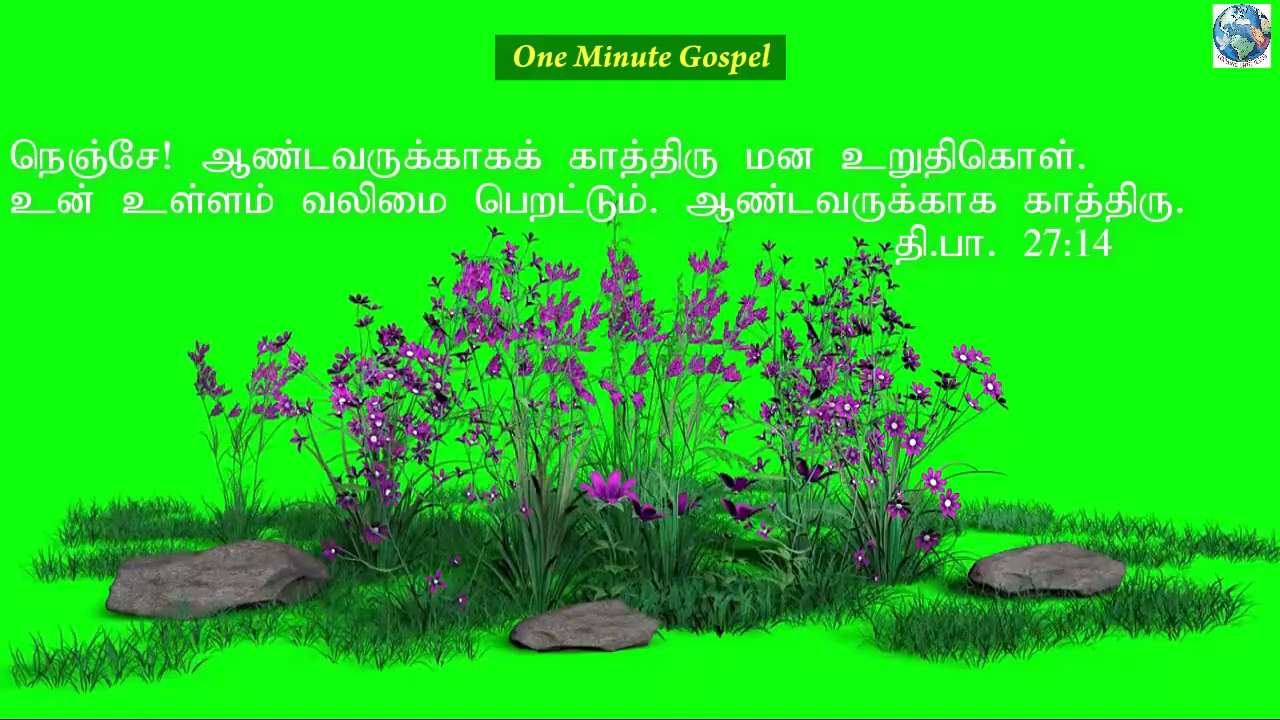 One Minute Gospel
நெஞ்சே! ஆண்டவருக்காகக் காத்திரு மன உறுதிகொள்.
உன் உள்ளம் வலிமை பெறட்டும். ஆண்டவருக்காக காத்திரு.
தி.பா. 27:14